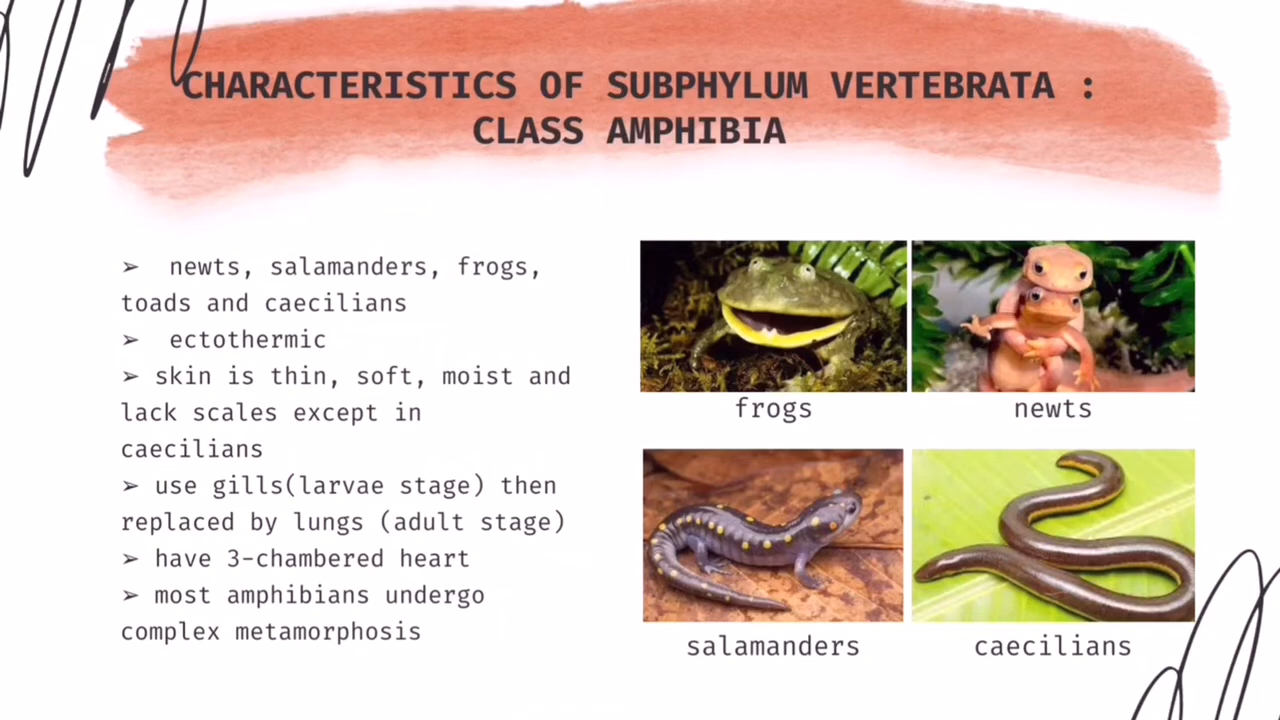 CHARACTERISTICS OF SUBPHYLUM VERTEBRATA :
CLASS AMPHIBIA
➢ newts, salamanders, frogs,
toads and caecilians
➢ ectothermic
➢ skin is thin, soft, moist and
lack scales except in
caecilians
➢ use gills(larvae stage) then
replaced by lungs (adult stage)
➢ have 3-chambered heart
➢ most amphibians undergo
complex metamorphosis
frogs
newts
salamanders
caecilians